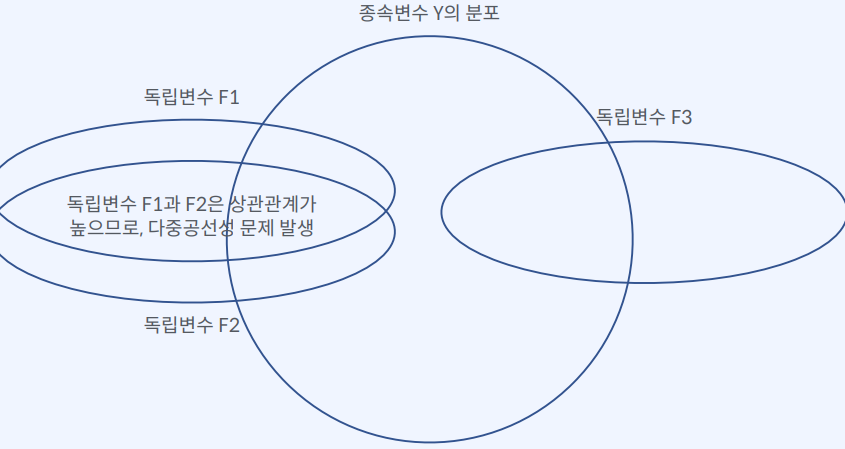 종속변수 Y의 분포
독립변수 F1
독립변수 F3
독립변수 F1과 F2은 상관관계가
높으므로, 다중공선성 문제 발생
독립변수 F2